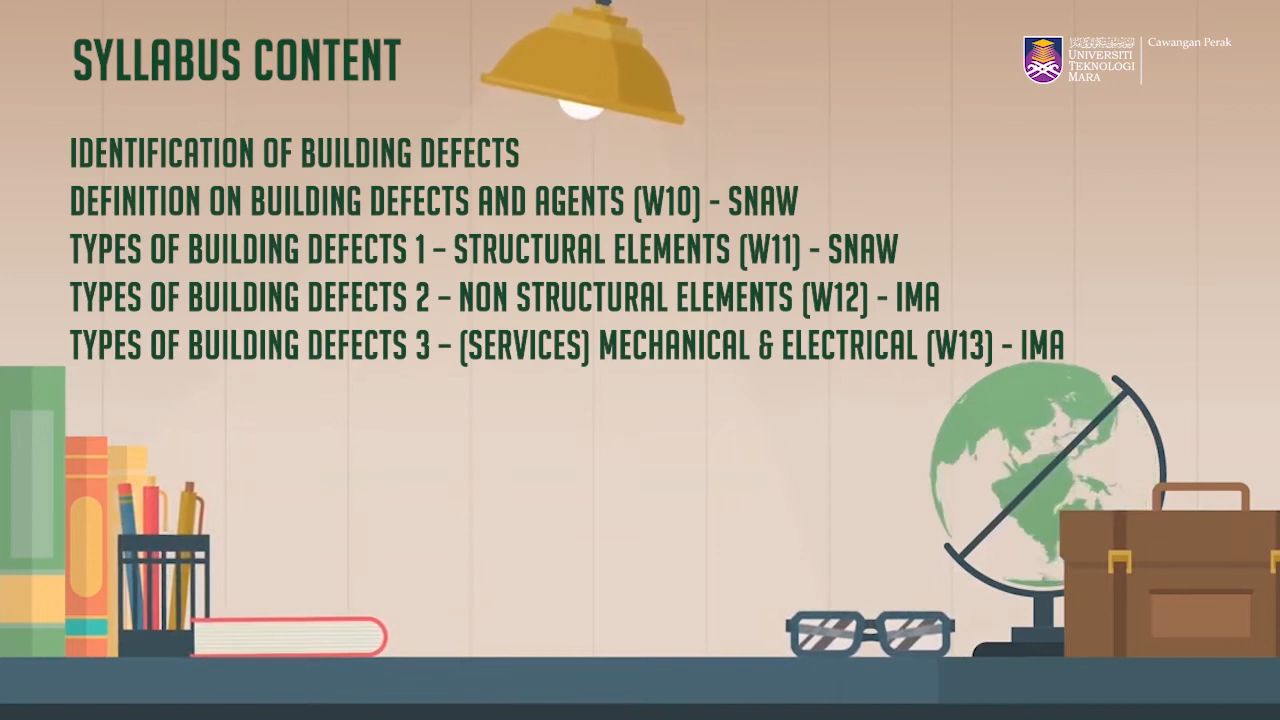 SYLLABUS CONTENT
UNIVERSITI
TEKNOLOGI
MARA
Cawangan Perak
IDENTIFICATION OF BUILDING DEFECTS
DEFINITION ON BUILDING DEFECTS AND AGENTS (W10) - SNAW
TYPES OF BUILDING DEFECTS 1 – STRUCTURAL ELEMENTS (W11) - SNAW
TYPES OF BUILDING DEFECTS 2 – NON STRUCTURAL ELEMENTS (W12) - IMA
TYPES OF BUILDING DEFECTS 3 – (SERVICES) MECHANICAL & ELECTRICAL (W13) - IMA